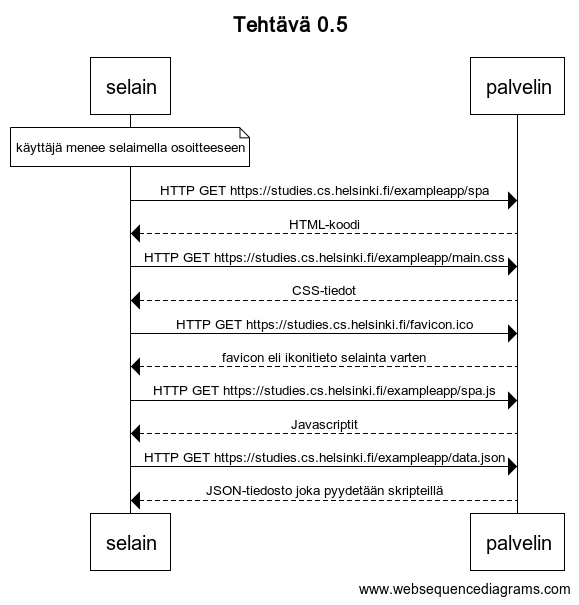 Tehtävä 0.5
selain
palvelin
käyttäjä menee selaimella osoitteeseen
HTTP GET https://studies.cs.helsinki.fi/exampleapp/spa
HTML-koodi
HTTP GET https://studies.cs.helsinki.fi/exampleapp/main.css
CSS-tiedot
HTTP GET https://studies.cs.helsinki.fi/favicon.ico
favicon eli ikonitieto selainta varten
HTTP GET https://studies.cs.helsinki.fi/exampleapp/spa.js
Javascriptit
HTTP GET https://studies.cs.helsinki.fi/exampleapp/data.json
JSON-tiedosto joka pyydetään skripteillä
selain
palvelin
www.websequencediagrams.com